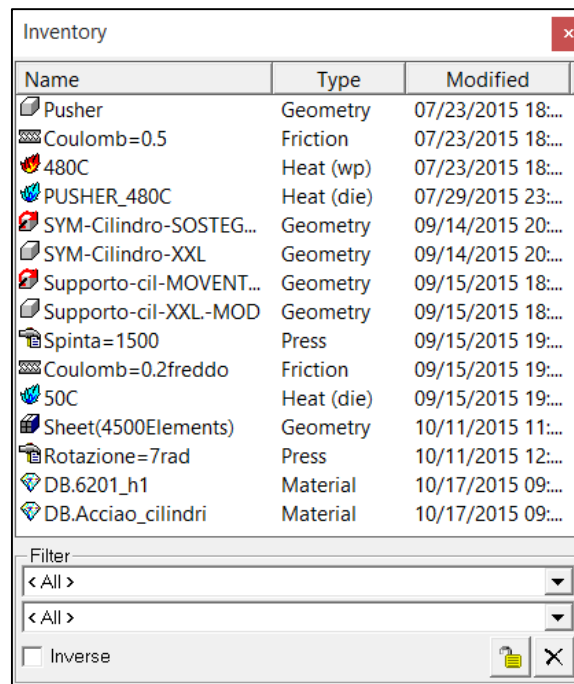 Inventory
Name Type Modified
Pusher Geometry 07/23/2015 18:...
Coulomb=0.5 Friction 07/23/2015 18:...
480C Heat (wp) 07/23/2015 18:...
PUSHER_480C Heat (die) 07/29/2015 23:...
SYM-Cilindro-SOSTEG... Geometry 09/14/2015 20:...
SYM-Cilindro-XXL Geometry 09/14/2015 20:...
Supporto-cil-MOVENT... Geometry 09/15/2015 18:...
Supporto-cil-XXL.-MOD Geometry 09/15/2015 18:...
Spinta=1500 Press 09/15/2015 19:...
Coulomb=0.2freddo Friction 09/15/2015 19:...
50C Heat (die) 09/15/2015 19:...
Sheet(4500Elements) Geometry 10/11/2015 11:...
Rotazione=7rad Press 10/11/2015 12:...
DB.6201_h1 Material 10/17/2015 09:...
DB.Acciao_cilindri Material 10/17/2015 09:...
Filter
< All >
< All >
Inverse